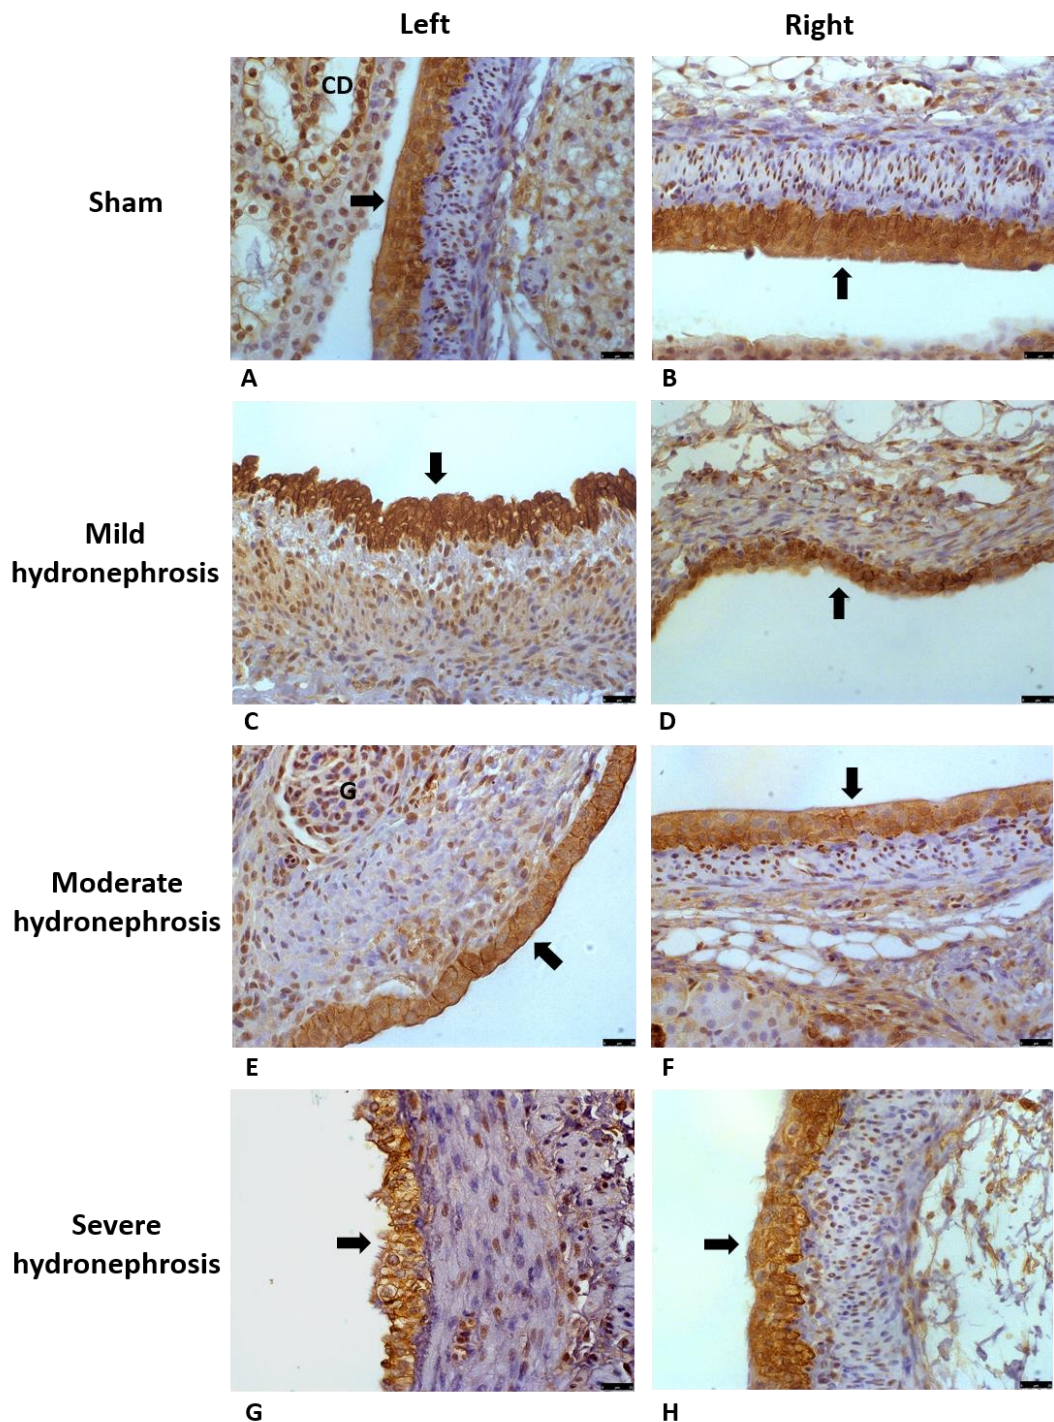 Left
Right
Sham
CD
A
B
Mild
hydronephrosis
C
D
Moderate
hydronephrosis
G
E
F
Severe
hydronephrosis
G
H